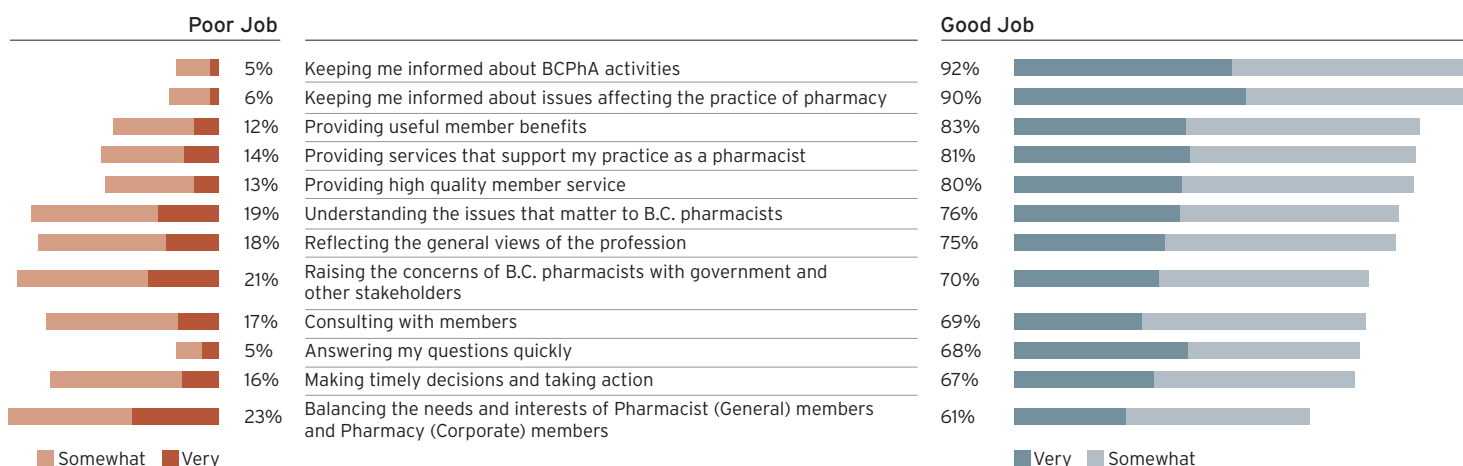 Poor Job
Good Job
5% Keeping me informed about BCPhA activities 92%
6% Keeping me informed about issues affecting the practice of pharmacy 90%
12% Providing useful member benefits 83%
14% Providing services that support my practice as a pharmacist 81%
13% Providing high quality member service 80%
19% Understanding the issues that matter to B.C. pharmacists 76%
18% Reflecting the general views of the profession 75%
21% Raising the concerns of B.C. pharmacists with government and
other stakeholders 70%
17% Consulting with members 69%
5% Answering my questions quickly 68%
16% Making timely decisions and taking action 67%
23% Balancing the needs and interests of Pharmacist (General) members
and Pharmacy (Corporate) members 61%
Somewhat Very
Very Somewhat